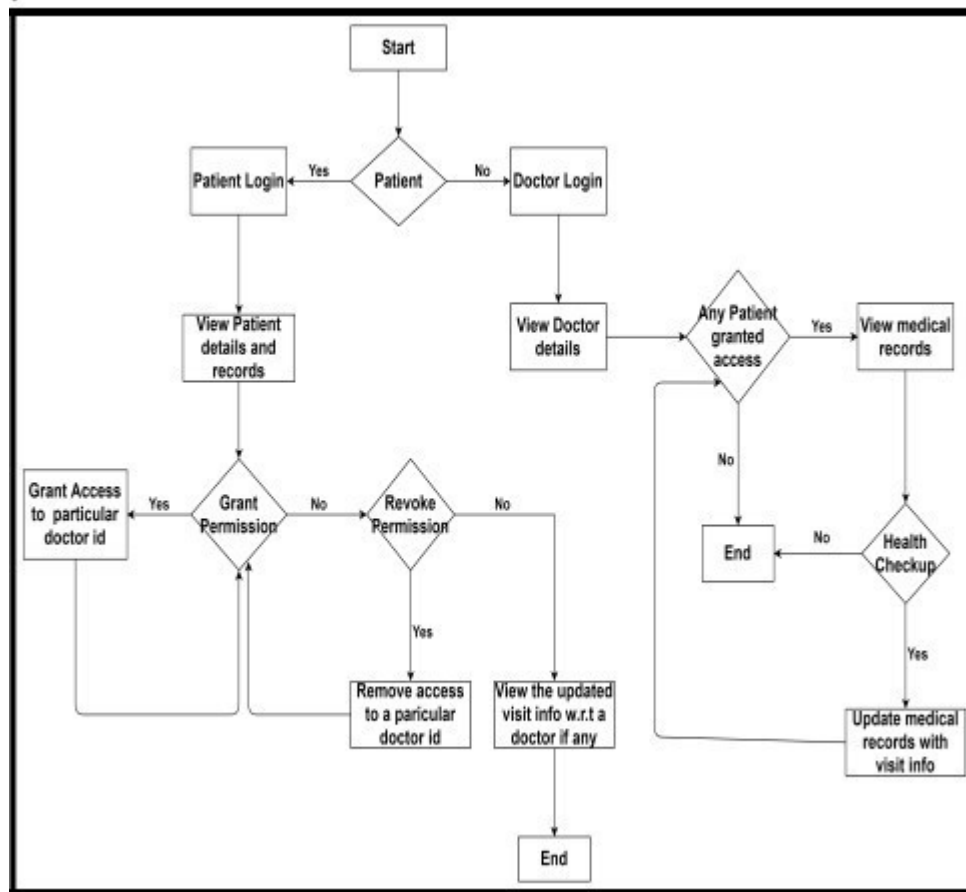 Start
Patient Login
Yes
Patient
No
Doctor Login
View Patient
details and
records
View Doctor
details
Any Patient
granted
access
Yes
View medical
records
No
Grant Access
to particular
doctor id
Yes
Grant
Permission
No
Revoke
Permission
No
End
No
Health
Checkup
Yes
Yes
Remove access
to a paricular
doctor id
View the updated
visit info w.r.t a
doctor if any
Update medical
records with
visit info
End